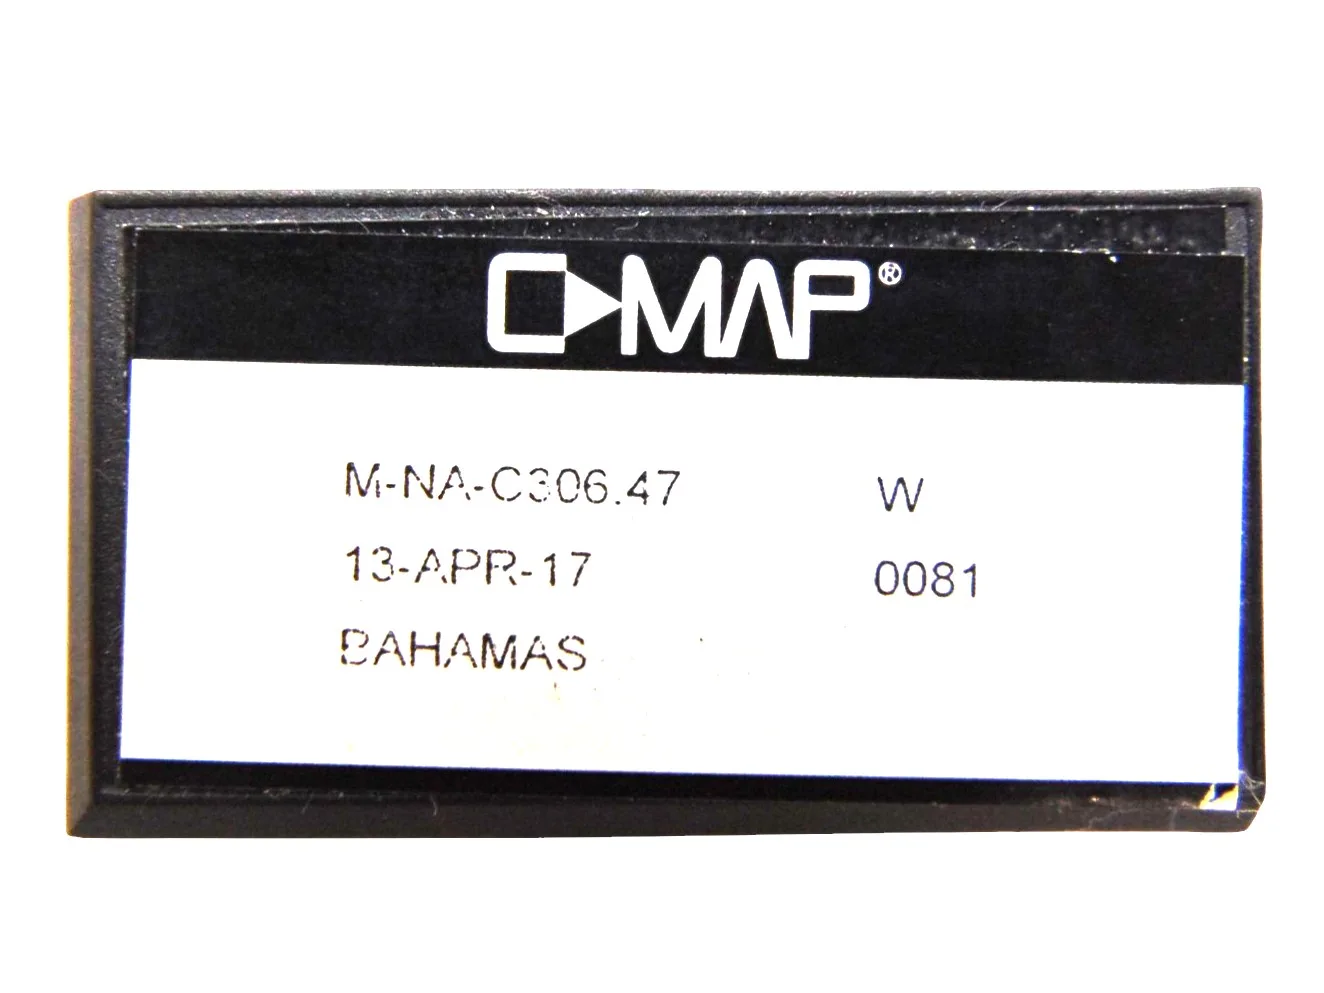 C-MAP®
M-NA-C306.47 W
13-APR-17 0081
BAHAMAS